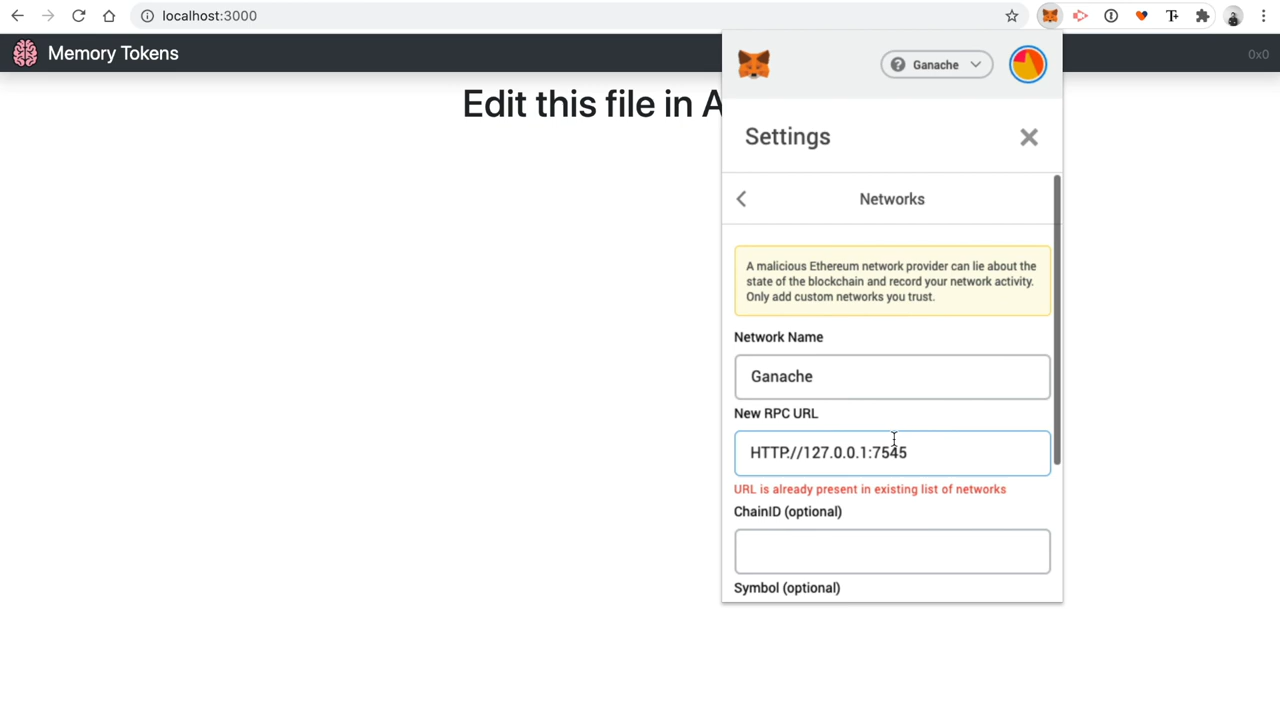 localhost:3000
Memory Tokens
0x0
Edit this file in A
Ganache
Settings
Networks
A malicious Ethereum network provider can lie about the
state of the blockchain and record your network activity.
Only add custom networks you trust.
Network Name
Ganache
New RPC URL
HTTP://127.0.0.1:7545
URL is already present in existing list of networks
ChainID (optional)
Symbol (optional)